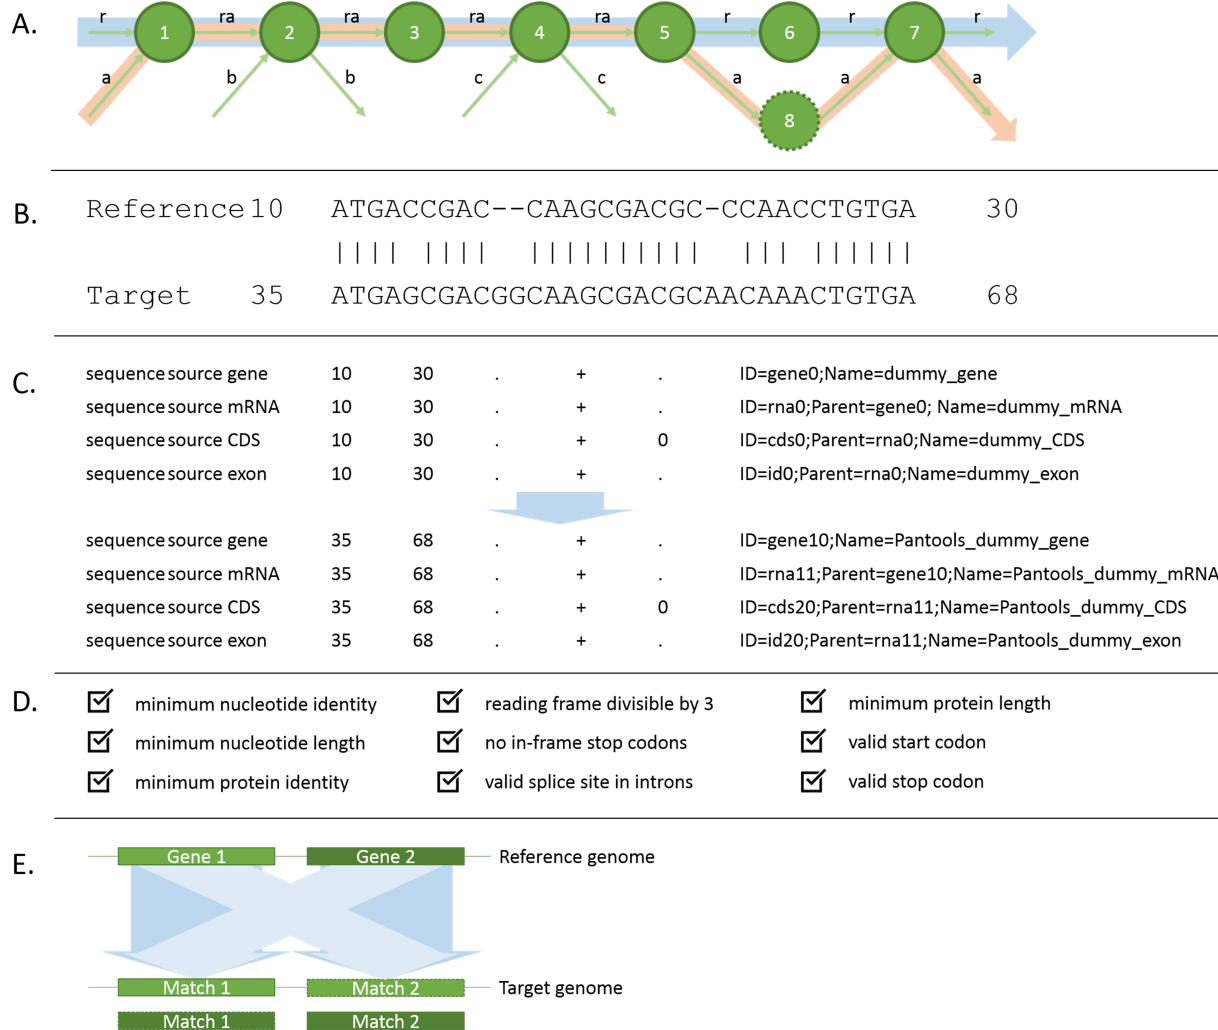 A.
r ra ra ra ra r r r
1 2 3 4 5 6 7
a b b c c a a a
8
B.
Reference 10 ATGACCGAC--CAAGCGACGC-CCAACCTGTGA 30
|||| |||| |||||||||| ||| ||||||
Target 35 ATGAGCGACGGCAAGCGACGCAACAAACTGTGA 68
C.
sequence source gene 10 30 . + . ID=gene0;Name=dummy_gene
sequence source mRNA 10 30 . + . ID=rna0;Parent=gene0; Name=dummy_mRNA
sequence source CDS 10 30 . + 0 ID=cds0;Parent=rna0;Name=dummy_CDS
sequence source exon 10 30 . + . ID=id0;Parent=rna0;Name=dummy_exon
sequence source gene 35 68 . + . ID=gene10;Name=Pantools_dummy_gene
sequence source mRNA 35 68 . + . ID=rna11;Parent=gene10;Name=Pantools_dummy_mRNA
sequence source CDS 35 68 . + 0 ID=cds20;Parent=rna11;Name=Pantools_dummy_CDS
sequence source exon 35 68 . + . ID=id20;Parent=rna11;Name=Pantools_dummy_exon
D.
minimum nucleotide identity reading frame divisible by 3 minimum protein length
minimum nucleotide length no in-frame stop codons valid start codon
minimum protein identity valid splice site in introns valid stop codon
E.
Gene 1 Gene 2 Reference genome
Match 1 Match 2 Target genome
Match 1 Match 2